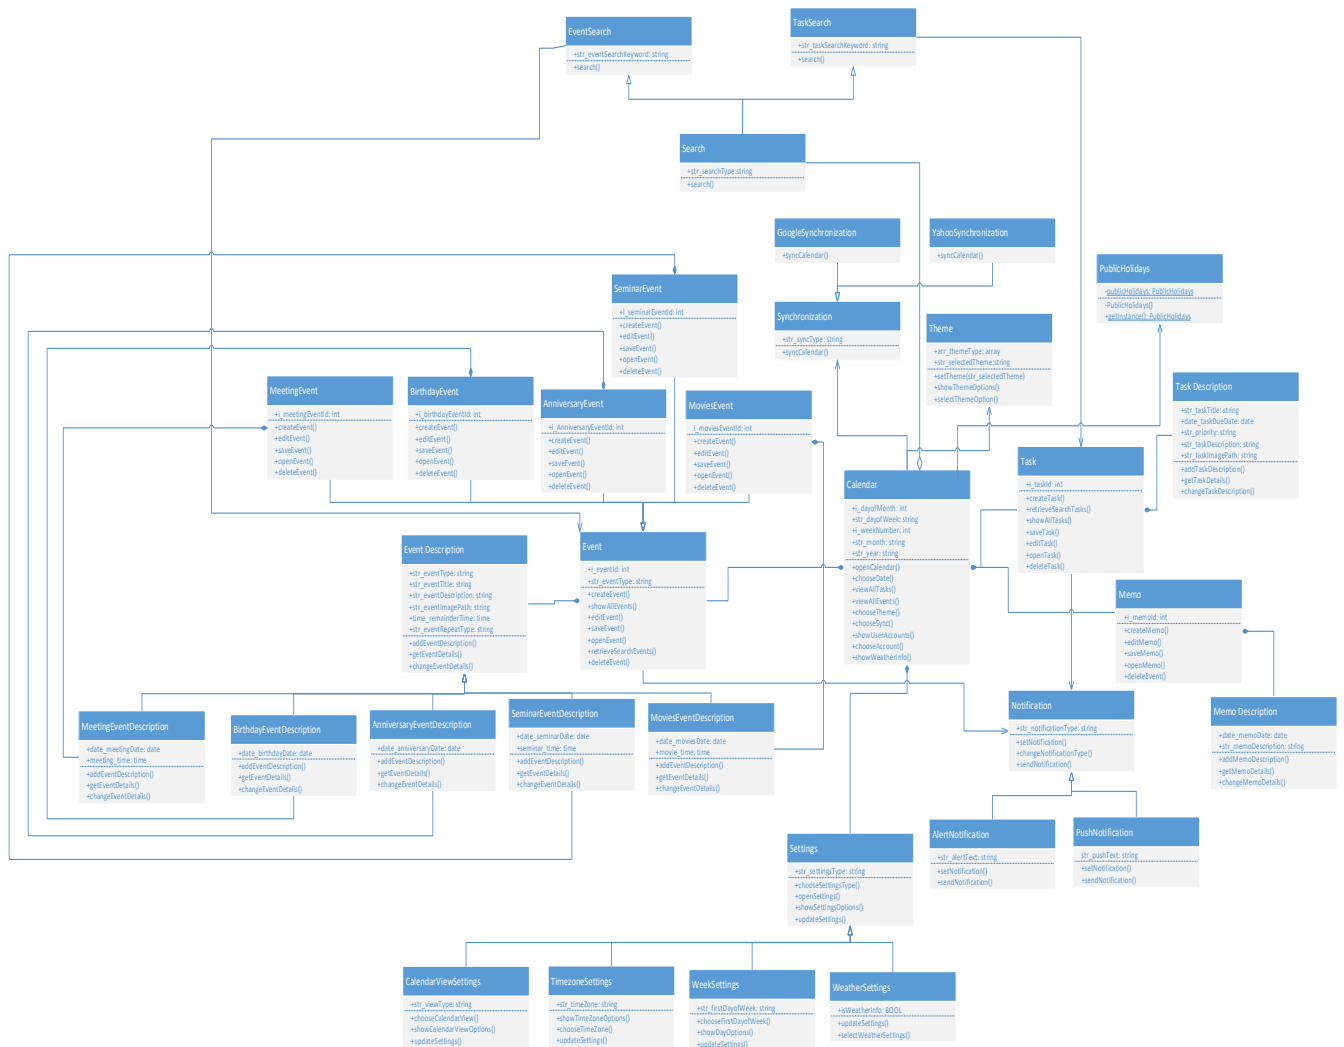 EventSearch
+str_eventSearchKeyword: string
+search()
TaskSearch
+str_taskSearchKeyword: string
+search()
Search
+str_searchType:string
+search()
GoogleSynchronization
+syncCalendar()
YahooSynchronization
+syncCalendar()
PublicHolidays
-publicHolidays: PublicHolidays
-PublicHolidays()
+getInstance(): PublicHolidays
SeminarEvent
+i_seminarEventId: int
+createEvent()
+editEvent()
+saveEvent()
+openEvent()
+deleteEvent()
Synchronization
+str_syncType: string
+syncCalendar()
Theme
+arr_themeType: array
+str_selectedTheme:string
+setTheme(str_selectedTheme)
+showThemeOptions()
+selectThemeOption()
MeetingEvent
+i_meetingEventId: int
+createEvent()
+editEvent()
+saveEvent()
+openEvent()
+deleteEvent()
BirthdayEvent
+i_birthdayEventId: int
+createEvent()
+editEvent()
+saveEvent()
+openEvent()
+deleteEvent()
AnniversaryEvent
+i_AnniversaryEventId: int
+createEvent()
+editEvent()
+saveEvent()
+openEvent()
+deleteEvent()
MoviesEvent
i_moviesEventId: int
+createEvent()
+editEvent()
+saveEvent()
+openEvent()
+deleteEvent()
Task Description
+str_taskTitle: string
+date_taskDueDate: date
+str_priority: string
+str_taskDescription: string
+str_taskImagePath: string
+addTaskDescription()
+getTaskDetails()
+changeTaskDescription()
Task
+i_taskId: int
+createTask()
+retrieveSearchTasks()
+showAllTasks()
+saveTask()
+editTask()
+openTask()
+deleteTask()
Calendar
+i_dayofMonth: int
+str_dayofWeek: string
+i_weekNumber: int
+str_month: string
+str_year: string
+openCalendar()
+chooseDate()
+viewAllTasks()
+viewAllEvents()
+chooseTheme()
+chooseSync()
+showUserAccounts()
+chooseAccount()
+showWeatherInfo()
Event Description
+str_eventType: string
+str_eventTitle: string
+str_eventDescription: string
+str_eventImagePath: string
+time_remainderTime: time
+str_eventRepeatType: string
+addEventDescription()
+getEventDetails()
+changeEventDetails()
Event
+i_eventId: int
+str_eventType: string
+createEvent()
+showAllEvents()
+editEvent()
+saveEvent()
+openEvent()
+retrieveSearchEvents()
+deleteEvent()
Memo
+i_memoId: int
+createMemo()
+editMemo()
+saveMemo()
+openMemo()
+deleteEvent()
MeetingEventDescription
+date_meetingDate: date
+meeting_time: time
+addEventDescription()
+getEventDetails()
+changeEventDetails()
BirthdayEventDescription
+date_birthdayDate: date
+addEventDescription()
+getEventDetails()
+changeEventDetails()
AnniversaryEventDescription
+date_anniversaryDate: date
+addEventDescription()
+getEventDetails()
+changeEventDetails()
SeminarEventDescription
+date_seminarDate: date
+seminar_time: time
+addEventDescription()
+getEventDetails()
+changeEventDetails()
MoviesEventDescription
+date_moviesDate: date
+movie_time: time
+addEventDescription()
+getEventDetails()
+changeEventDetails()
Notification
+str_notificationType: string
+setNotification()
+changeNotificationType()
+sendNotification()
Memo Description
+date_memoDate: date
+str_memoDescription: string
+addMemoDescription()
+getMemoDetails()
+changeMemoDetails()
AlertNotification
+str_alertText: string
+setNotification()
+sendNotification()
PushNotification
str_pushText: string
+setNotification()
+sendNotification()
Settings
+str_settingsType: string
+chooseSettingsType()
+openSettings()
+showSettingsOptions()
+updateSettings()
CalendarViewSettings
+str_viewType: string
+chooseCalendarView()
+showCalendarViewOptions()
+updateSettings()
TimezoneSettings
+str_timeZone: string
+showTimeZoneOptions()
+chooseTimeZone()
+updateSettings()
WeekSettings
+str_firstDayofWeek: string
+chooseFirstDayofWeek()
+showDayOptions()
+updateSettings()
WeatherSettings
+isWeatherInfo: BOOL
+updateSettings()
+selectWeatherSettings()